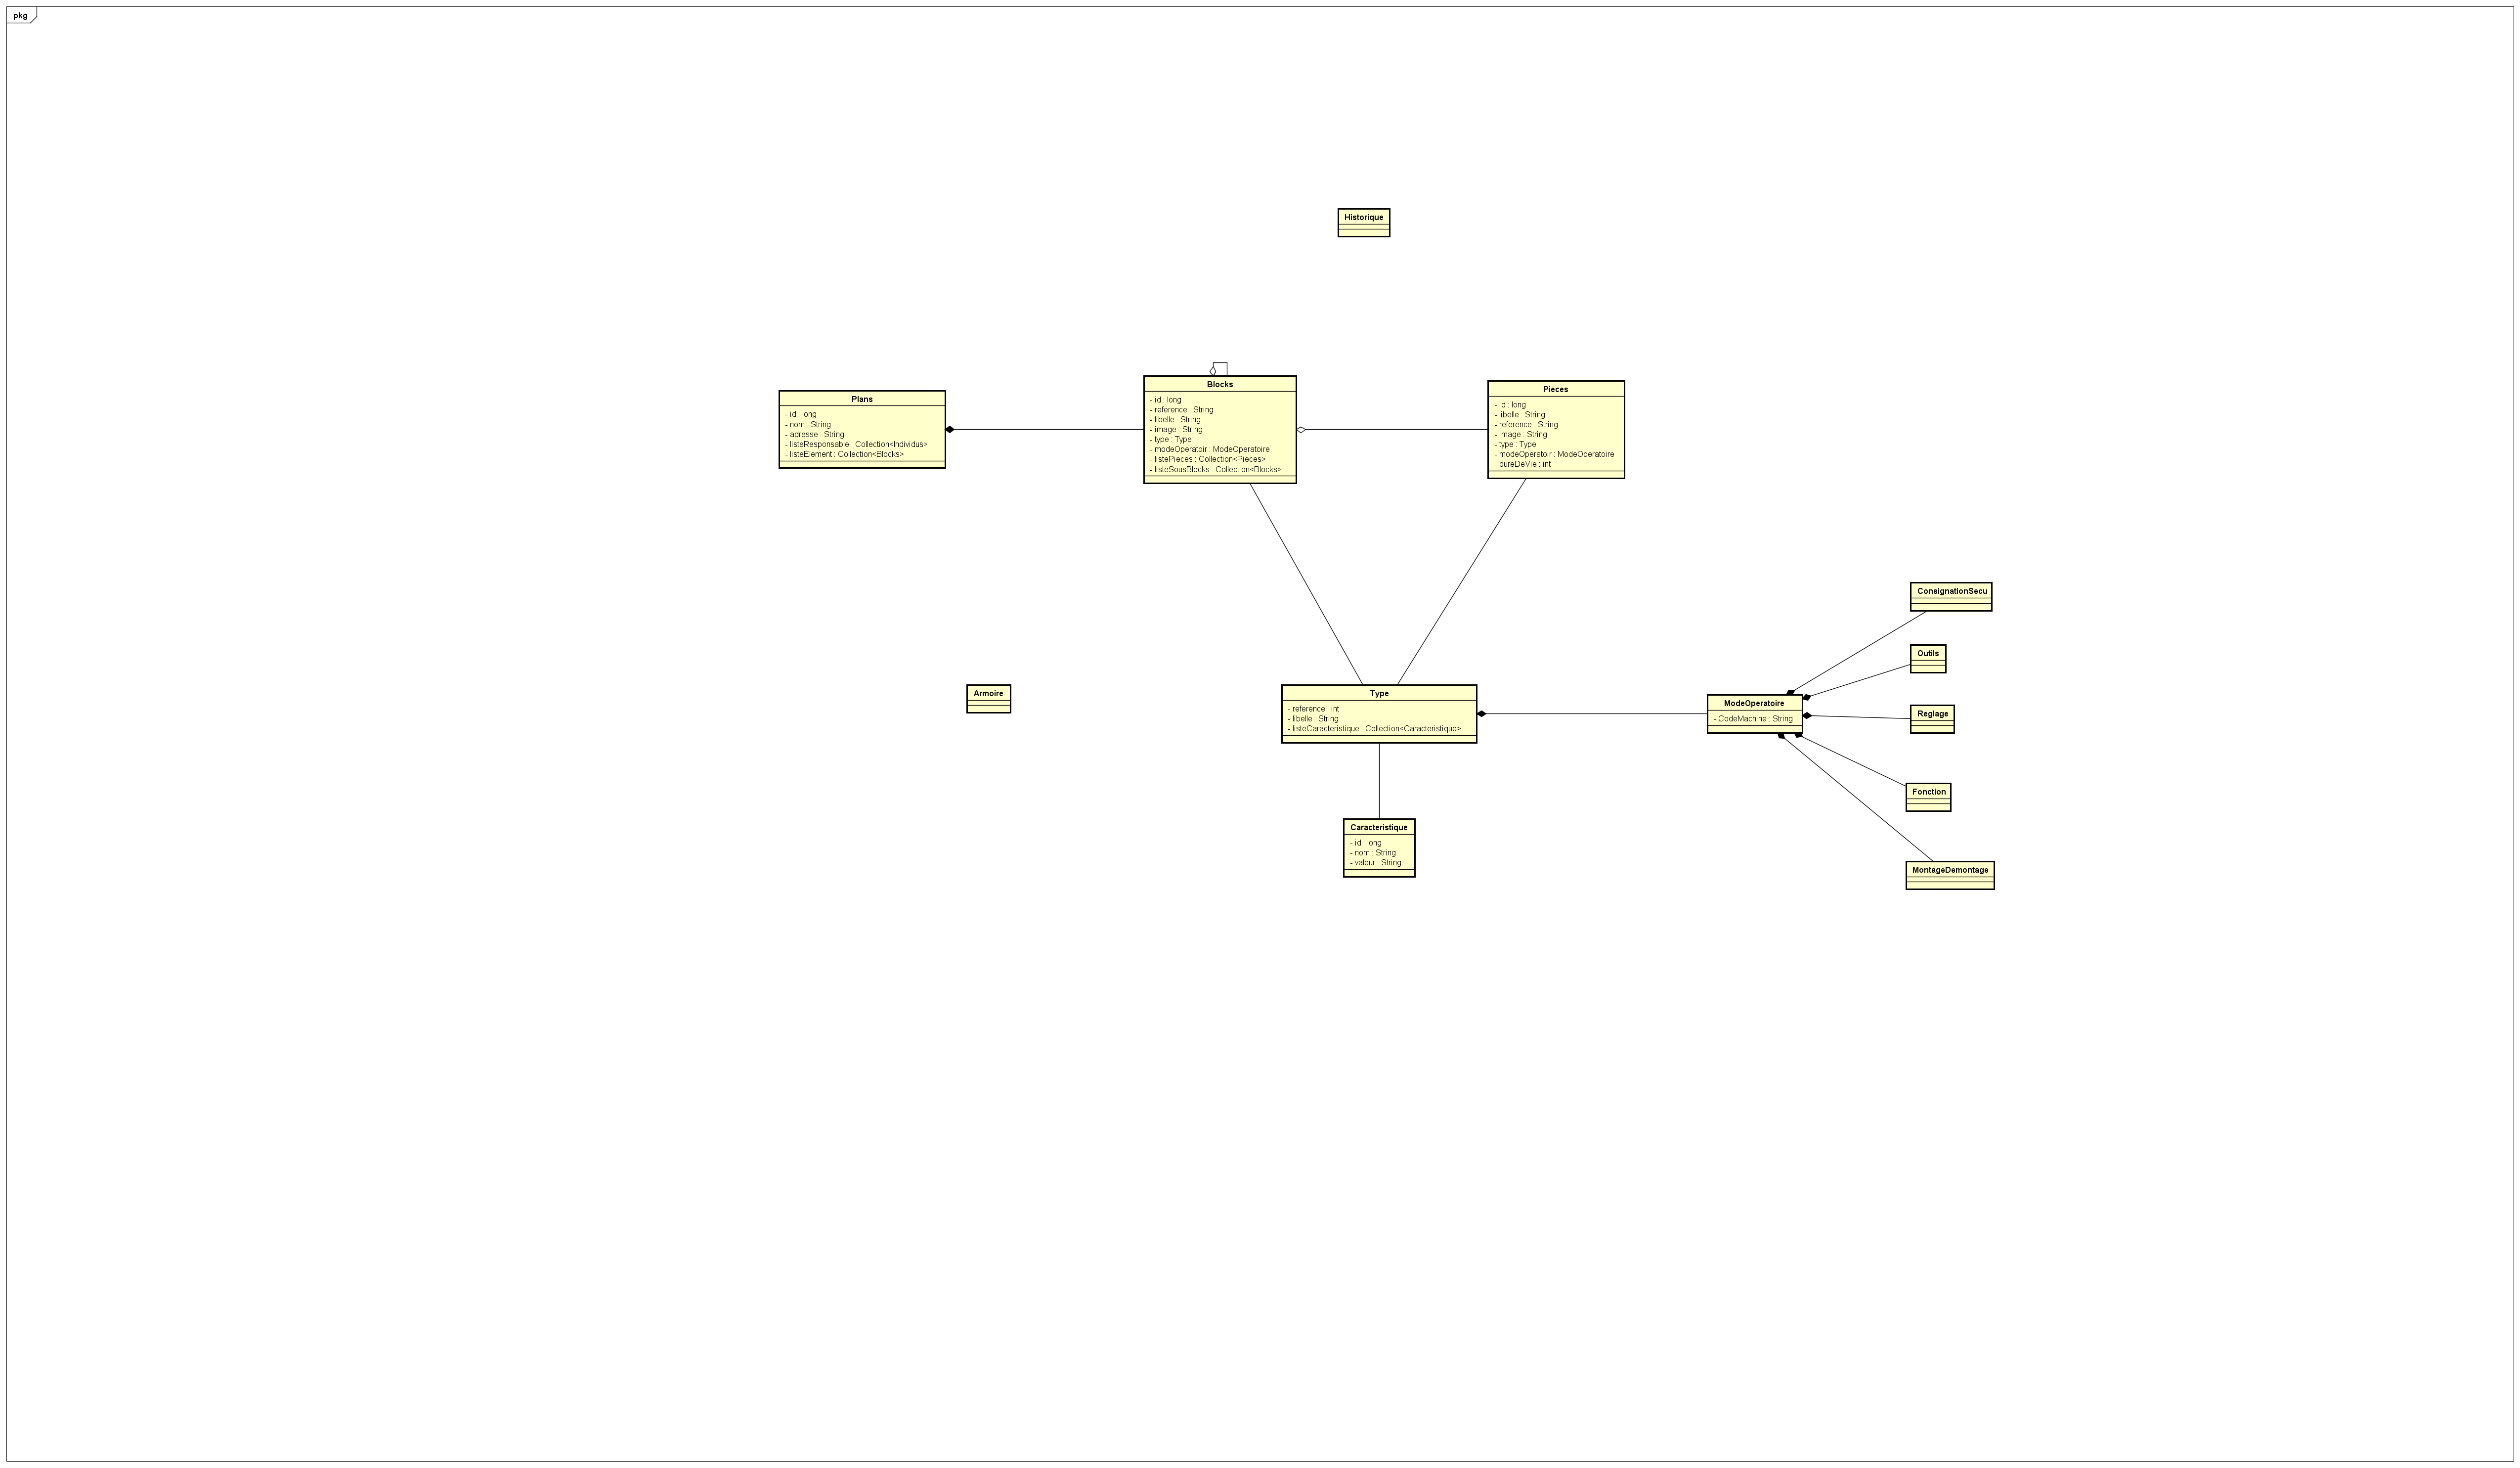 pkg
Historique
Blocks
- id : long
- reference : String
- libelle : String
- image : String
- type : Type
- modeOperatoir : ModeOperatoire
- listePieces : Collection<Pieces>
- listeSousBlocks : Collection<Blocks>
Pieces
- id : long
- libelle : String
- reference : String
- image : String
- type : Type
- modeOperatoir : ModeOperatoire
- dureDeVie : int
Plans
- id : long
- nom : String
- adresse : String
- listeResponsable : Collection<Individus>
- listeElement : Collection<Blocks>
ConsignationSecu
Outils
Armoire
Type
- reference : int
- libelle : String
- listeCaracteristique : Collection<Caracteristique>
ModeOperatoire
- CodeMachine : String
Reglage
Fonction
Caracteristique
- id : long
- nom : String
- valeur : String
MontageDemontage